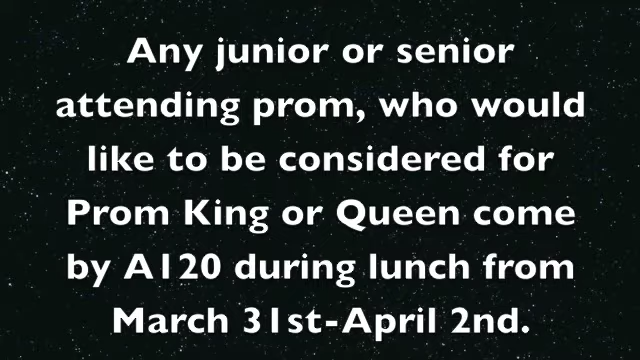 Any junior or senior
attending prom, who would
like to be considered for
Prom King or Queen come
by A120 during lunch from
March 31st-April 2nd.